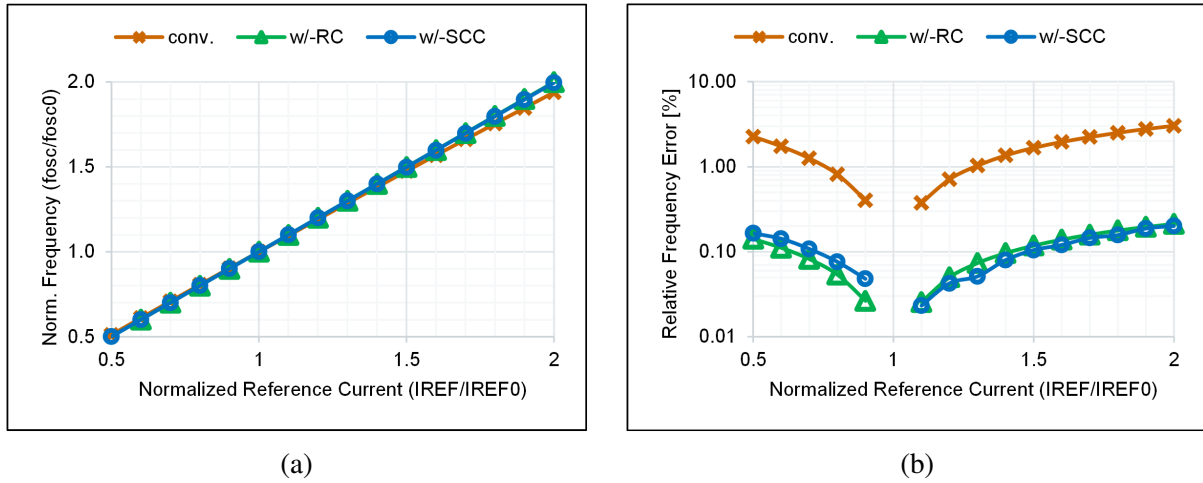 conv. w/-RC w/-SCC
Norm. Frequency (fosc/fosc0)
2.0
1.5
1.0
0.5
0.5 1 1.5 2
Normalized Reference Current (IREF/IREF0)
(a)
conv. w/-RC w/-SCC
Relative Frequency Error [%]
10.00
1.00
0.10
0.01
0.5 1 1.5 2
Normalized Reference Current (IREF/IREF0)
(b)